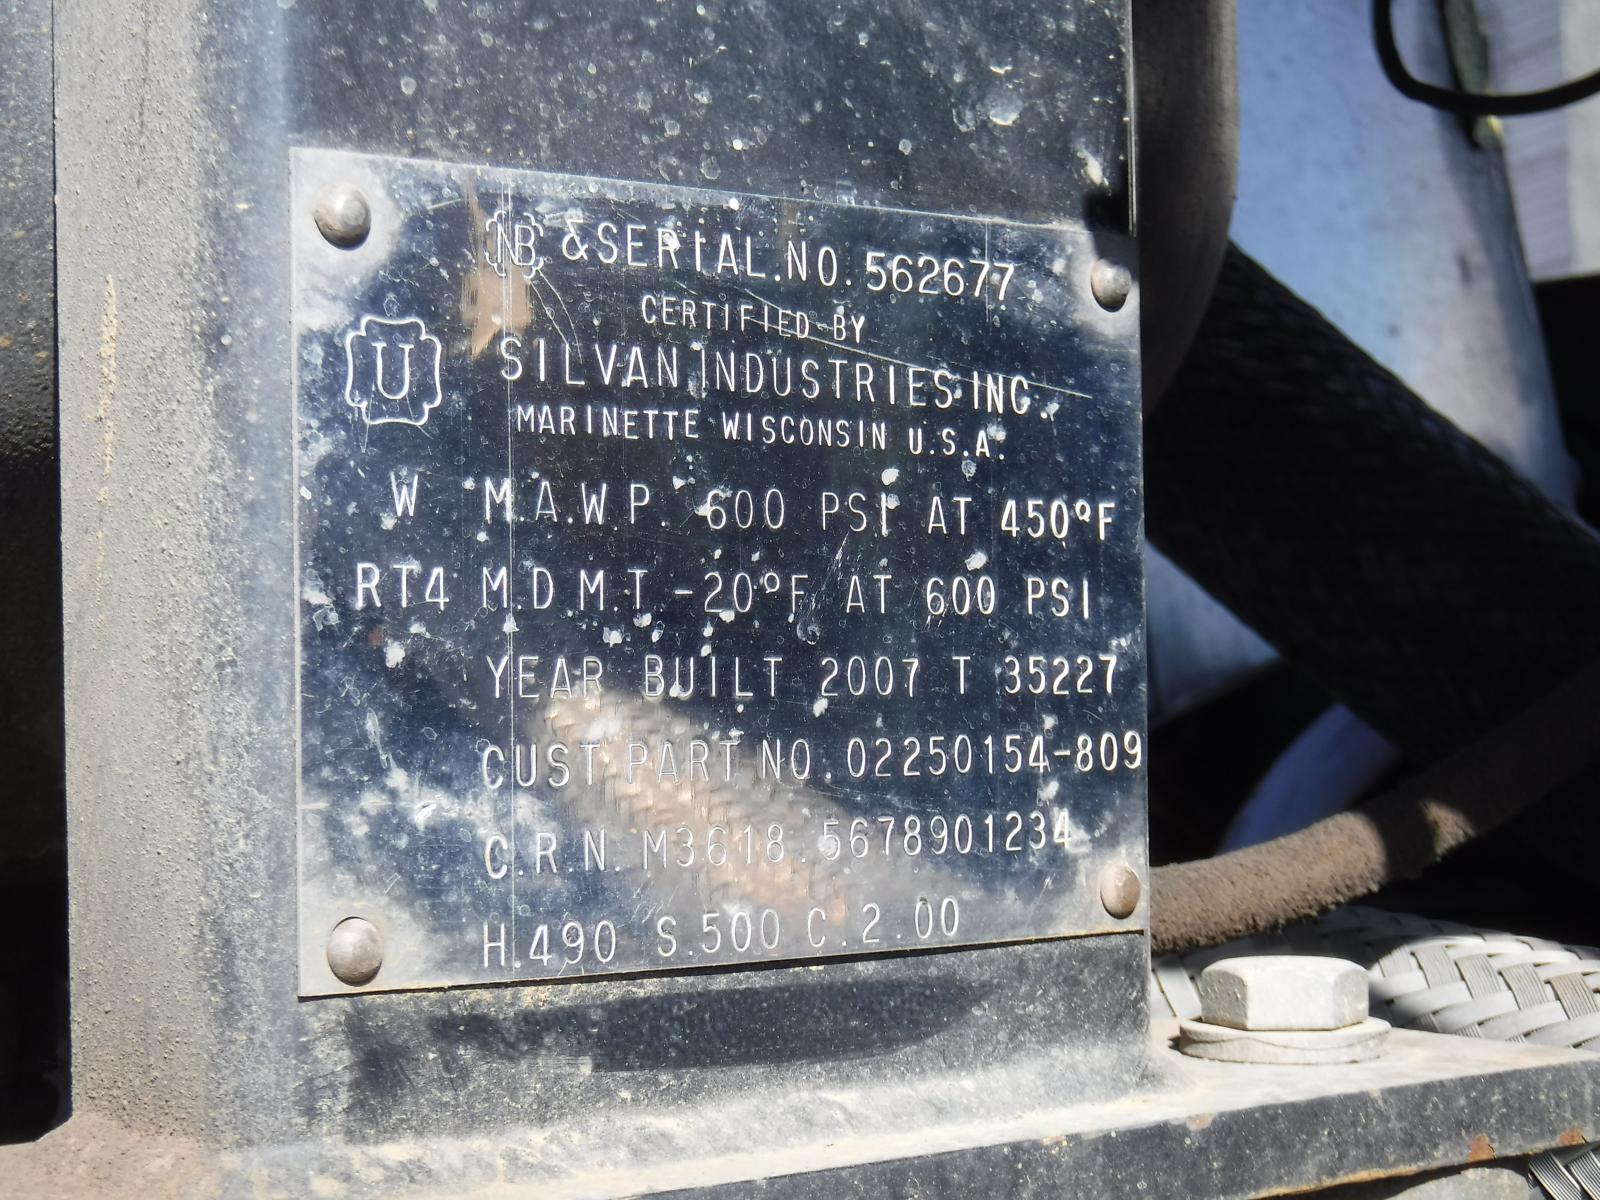 NB & SERIAL NO. 562677
CERTIFIED BY
U
SILVAN INDUSTRIES INC.
MARINETTE WISCONSIN U.S.A.
W M.A.W.P. 600 PSI AT 450°F
RT4 M.D.M.T. -20°F AT 600 PSI
YEAR BUILT 2007 T 35227
CUST PART NO. 02250154-809
C.R.N. M3618.5678901234
H.490 S.500 C.2.00